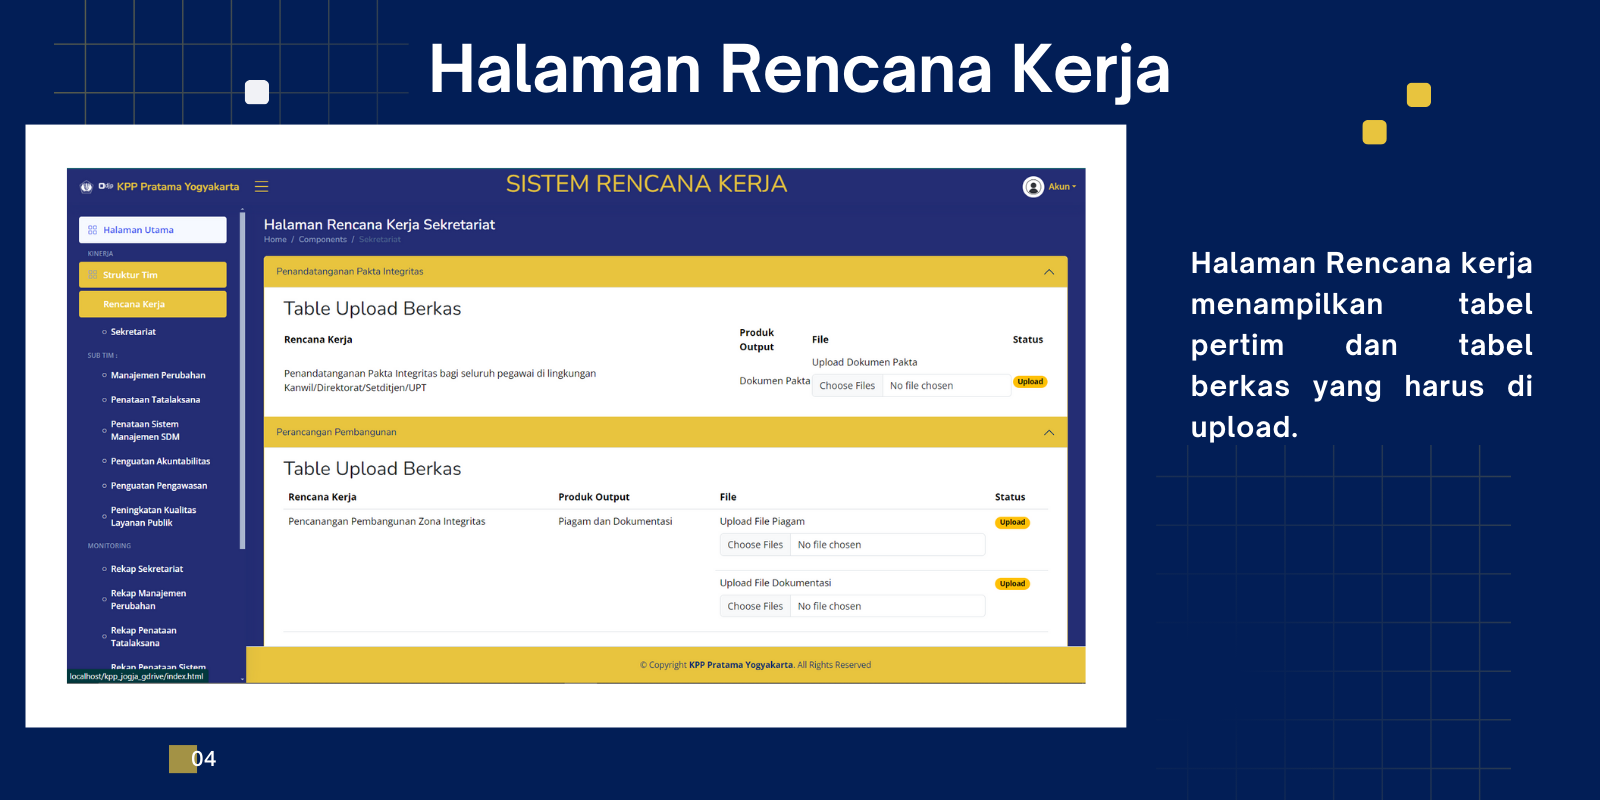 Halaman Rencana Kerja
KPP Pratama Yogyakarta
SISTEM RENCANA KERJA
Akun
Halaman Utama
KINERJA
Struktur Tim
Rencana Kerja
Sekretariat
SUB TIM :
Manajemen Perubahan
Penataan Tatalaksana
Penataan Sistem
Manajemen SDM
Penguatan Akuntabilitas
Penguatan Pengawasan
Peningkatan Kualitas
Layanan Publik
MONITORING
Rekap Sekretariat
Rekap Manajemen
Perubahan
Rekap Penataan
Tatalaksana
Rekap Penataan Sistem
localhost/kpp_jogja_gdrive/index.html
Halaman Rencana Kerja Sekretariat
Home / Components / Sekretariat
Penandatanganan Pakta Integritas
Table Upload Berkas
Rencana Kerja
Produk
Output
File
Status
Penandatanganan Pakta Integritas bagi seluruh pegawai di lingkungan
Kanwil/Direktorat/Setditjen/UPT
Dokumen Pakta
Upload Dokumen Pakta
Choose Files No file chosen
Upload
Perancangan Pembangunan
Table Upload Berkas
Rencana Kerja Produk Output File Status
Pencanangan Pembangunan Zona Integritas Piagam dan Dokumentasi Upload File Piagam Upload
Choose Files No file chosen
Upload File Dokumentasi Upload
Choose Files No file chosen
© Copyright KPP Pratama Yogyakarta. All Rights Reserved
Halaman Rencana kerja
menampilkan tabel
pertim dan tabel
berkas yang harus di
upload.
04